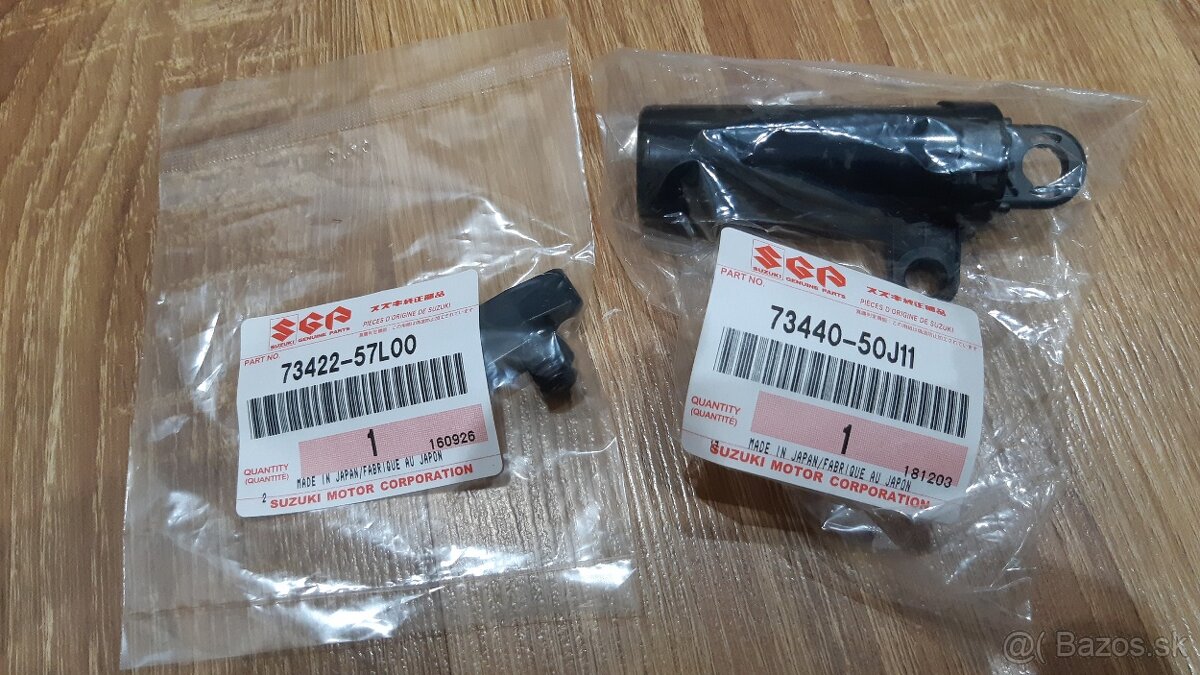 SGP
SUZUKI GENUINE PARTS
スズキ純正部品
PIÈCES D'ORIGINE DE SUZUKI
PART NO.
73422-57L00
QUANTITY
(QUANTITÉ)
1
160926
MADE IN JAPAN/FABRIQUE AU JAPON
2
SUZUKI MOTOR CORPORATION
SGP
SUZUKI GENUINE PARTS
スズキ純正部品
PIÈCES D'ORIGINE DE SUZUKI
PART NO.
73440-50J11
QUANTITY
(QUANTITÉ)
1
181203
MADE IN JAPAN/FABRIQUE AU JAPON
SUZUKI MOTOR CORPORATION
@( Bazos.sk